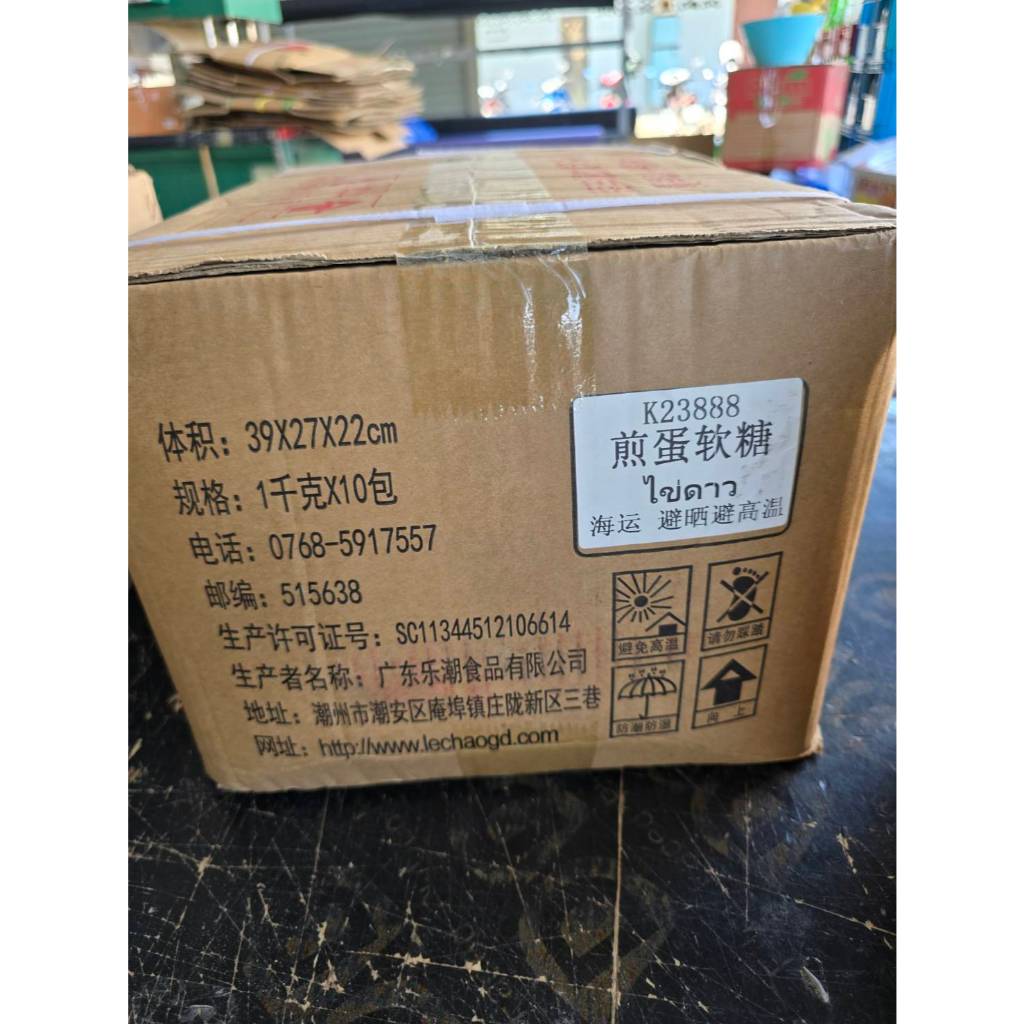 体积：39X27X22cm
规格：1千克X10包
电话：0768-5917557
邮编：515638
生产许可证号：SC11344512106614
生产者名称：广东乐潮食品有限公司
地址：潮州市潮安区庵埠镇庄陇新区三巷
网址：http://www.lechaogd.com
K23888
煎蛋软糖
ไข่ดาว
海运 避晒避高温
避免高温
请勿踩踏
防潮防湿
向上